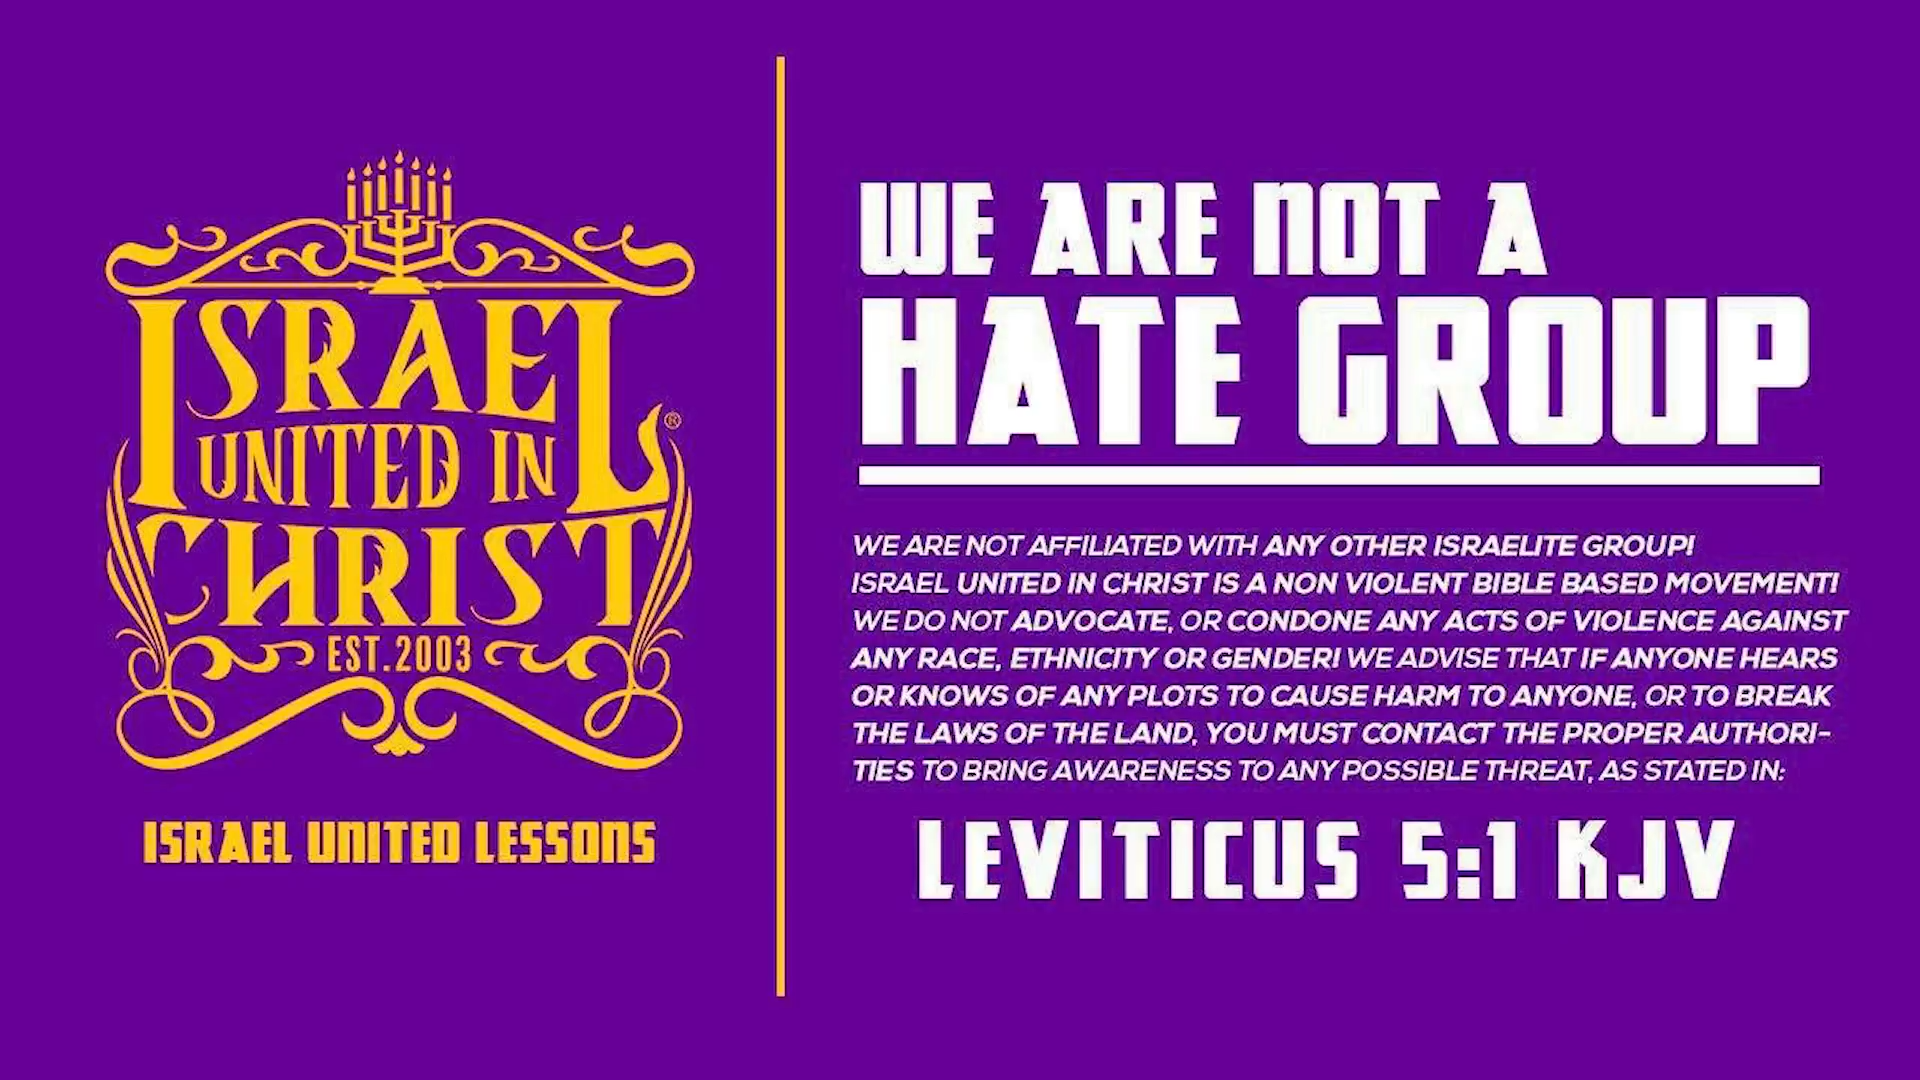 ISRAEL
UNITED IN
CHRIST
®
EST.2003
ISRAEL UNITED LESSONS
WE ARE NOT A
HATE GROUP
WE ARE NOT AFFILIATED WITH ANY OTHER ISRAELITE GROUP!
ISRAEL UNITED IN CHRIST IS A NON VIOLENT BIBLE BASED MOVEMENT!
WE DO NOT ADVOCATE, OR CONDONE ANY ACTS OF VIOLENCE AGAINST
ANY RACE, ETHNICITY OR GENDER! WE ADVISE THAT IF ANYONE HEARS
OR KNOWS OF ANY PLOTS TO CAUSE HARM TO ANYONE, OR TO BREAK
THE LAWS OF THE LAND, YOU MUST CONTACT THE PROPER AUTHORI-
TIES TO BRING AWARENESS TO ANY POSSIBLE THREAT, AS STATED IN:
LEVITICUS 5:1 KJV